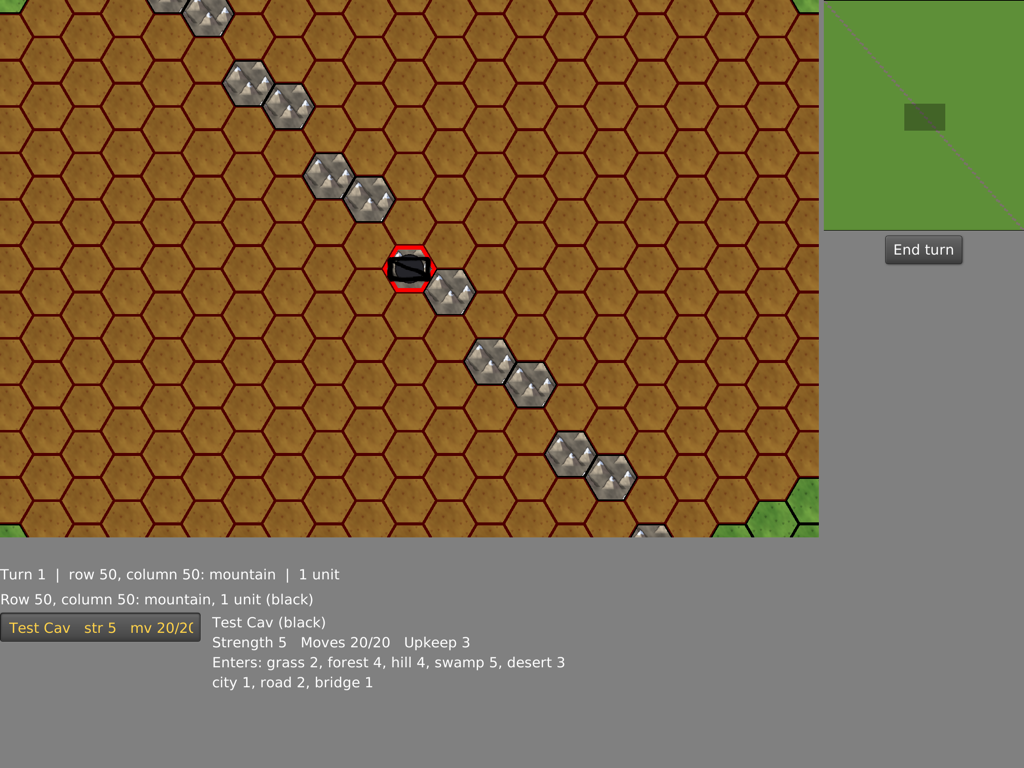 End turn
Turn 1 | row 50, column 50: mountain | 1 unit
Row 50, column 50: mountain, 1 unit (black)
Test Cav str 5 mv 20/20
Test Cav (black)
Strength 5 Moves 20/20 Upkeep 3
Enters: grass 2, forest 4, hill 4, swamp 5, desert 3
city 1, road 2, bridge 1